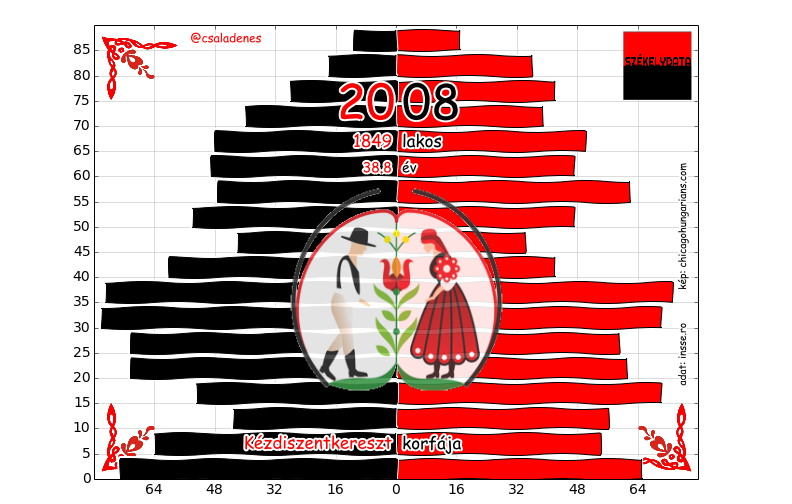 @csaladenes
SZÉKELYDATA
2008
1849 lakos
38.8 év
kép: chicagohungarians.com
adat: insse.ro
Kézdiszentkereszt korfája
85
80
75
70
65
60
55
50
45
40
35
30
25
20
15
10
5
0
64 48 32 16 0 16 32 48 64